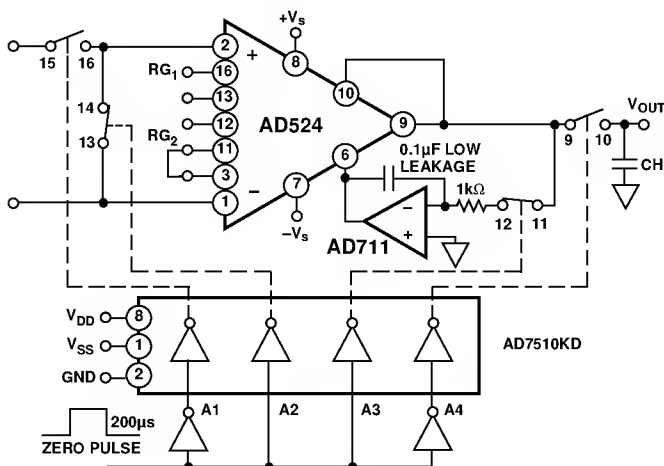 +VS
15 16
2 + 8
RG1 16
14 13 10 VOUT
12 AD524 9 9 10
RG2
13 11 6 0.1µF LOW
LEAKAGE CH
3 7 1kΩ
1 − − 12 11
−VS AD711 +
VDD 8
VSS 1 AD7510KD
GND 2
200µs A1 A2 A3 A4
ZERO PULSE